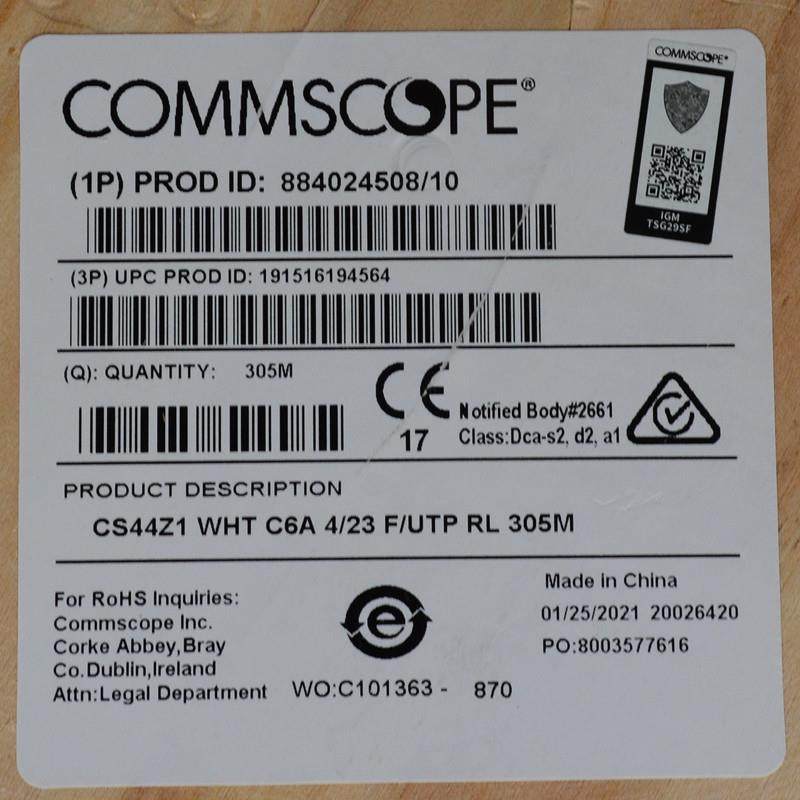 COMMSCOPE®
COMMSCOPE®
IGM
TSG29SF
(1P) PROD ID: 884024508/10
(3P) UPC PROD ID: 191516194564
(Q): QUANTITY: 305M
CE
17
Notified Body#2661
Class:Dca-s2, d2, a1
PRODUCT DESCRIPTION
CS44Z1 WHT C6A 4/23 F/UTP RL 305M
For RoHS Inquiries:
Commscope Inc.
Corke Abbey,Bray
Co.Dublin,Ireland
Attn:Legal Department
e
WO:C101363 - 870
Made in China
01/25/2021 20026420
PO:8003577616